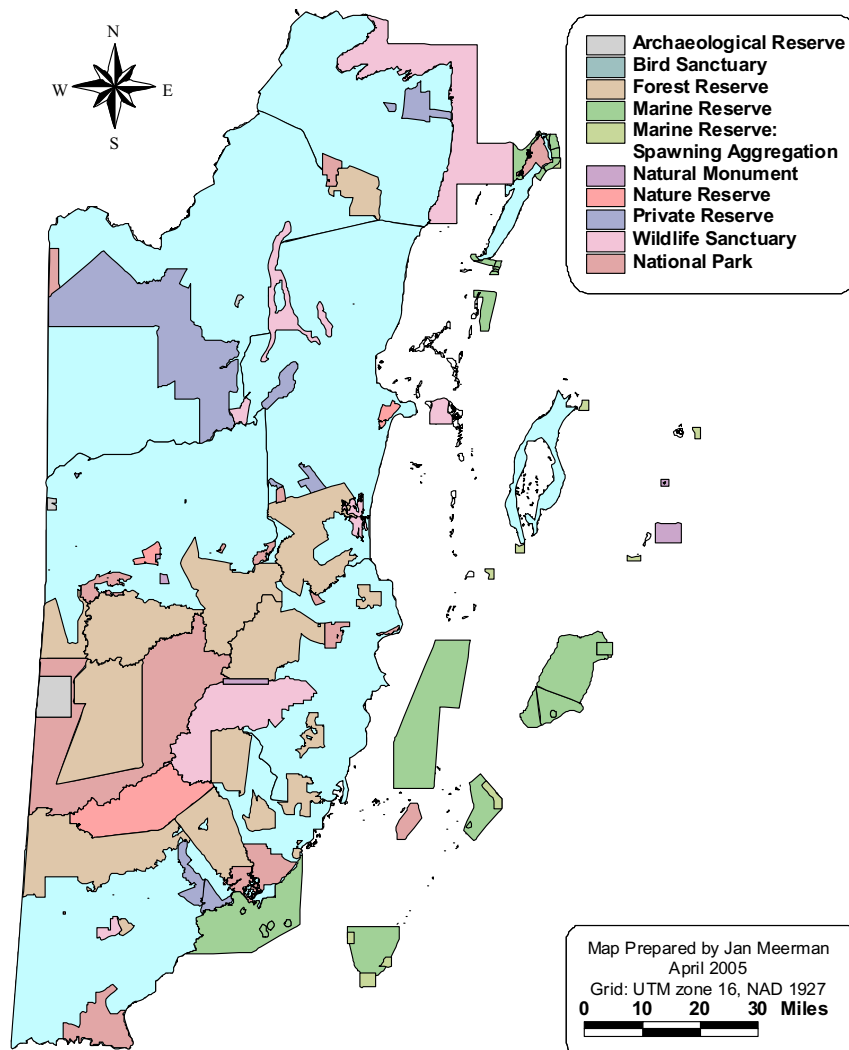 N
W E
S
Archaeological Reserve
Bird Sanctuary
Forest Reserve
Marine Reserve
Marine Reserve:
Spawning Aggregation
Natural Monument
Nature Reserve
Private Reserve
Wildlife Sanctuary
National Park
Map Prepared by Jan Meerman
April 2005
Grid: UTM zone 16, NAD 1927
0 10 20 30 Miles